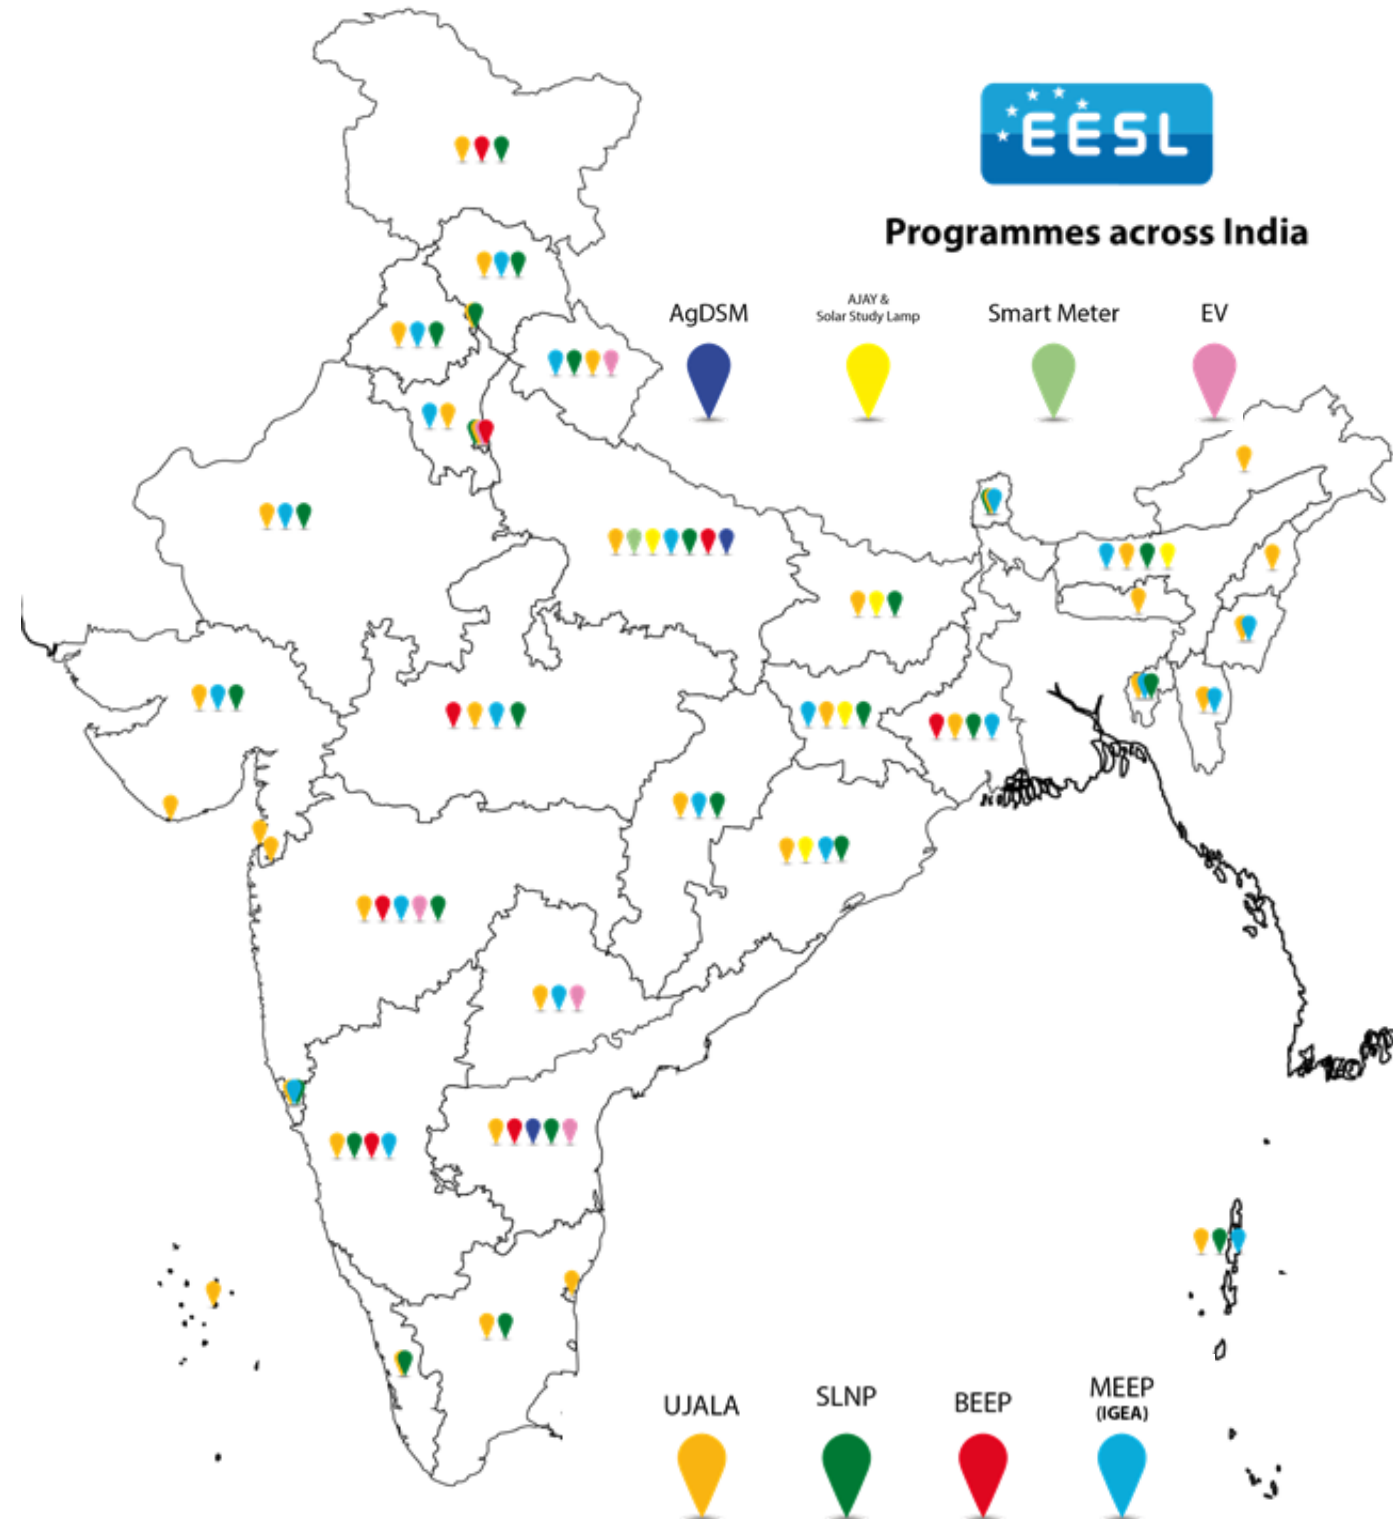 EESL
Programmes across India
AgDSM
AJAY &
Solar Study Lamp
Smart Meter
EV
UJALA
SLNP
BEEP
MEEP
(IGEA)